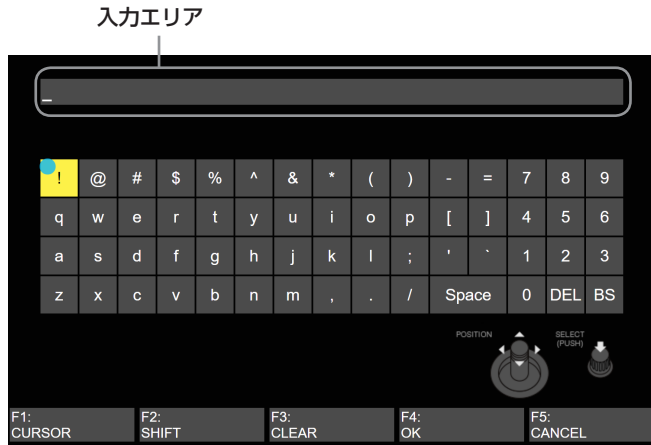 入力エリア
_
! @ # $ % ^ & * ( ) - = 7 8 9
q w e r t y u i o p [ ] 4 5 6
a s d f g h j k l ; ' ` 1 2 3
z x c v b n m , . / Space 0 DEL BS
POSITION SELECT
(PUSH)
F1: F2: F3: F4: F5:
CURSOR SHIFT CLEAR OK CANCEL